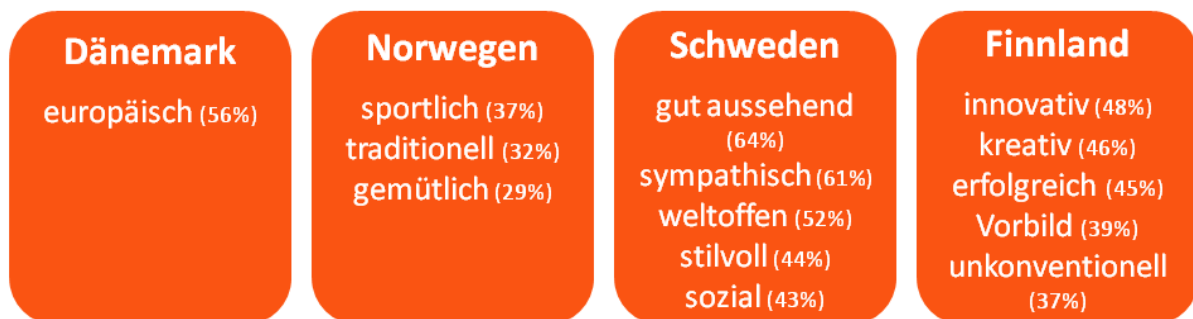 Dänemark
europäisch (56%)
Norwegen
sportlich (37%)
traditionell (32%)
gemütlich (29%)
Schweden
gut aussehend
(64%)
sympathisch (61%)
weltoffen (52%)
stilvoll (44%)
sozial (43%)
Finnland
innovativ (48%)
kreativ (46%)
erfolgreich (45%)
Vorbild (39%)
unkonventionell
(37%)